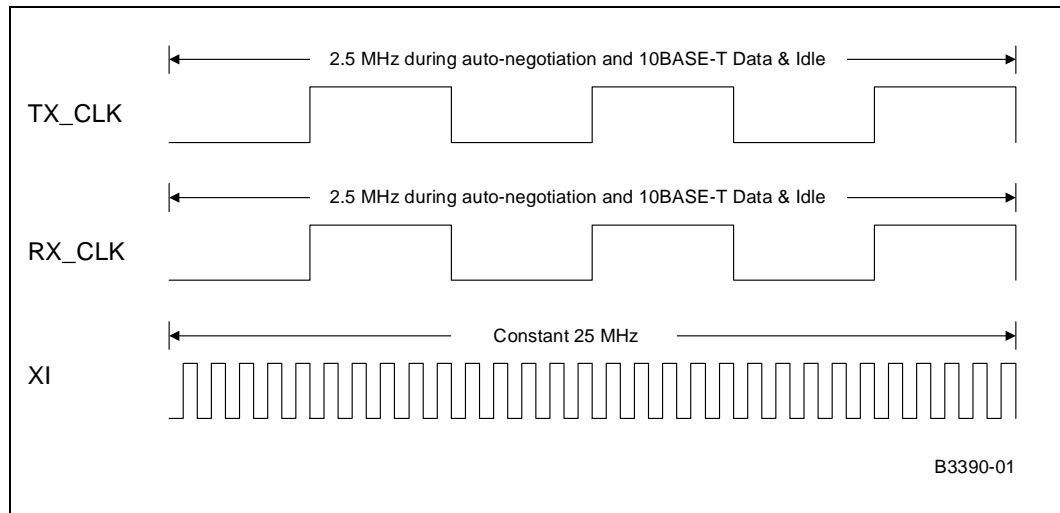 2.5 MHz during auto-negotiation and 10BASE-T Data & Idle
TX_CLK
2.5 MHz during auto-negotiation and 10BASE-T Data & Idle
RX_CLK
Constant 25 MHz
XI
B3390-01